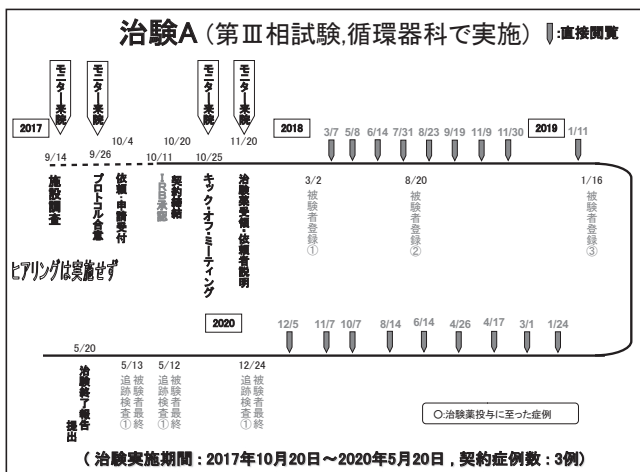 治験A (第Ⅲ相試験,循環器科で実施)
:直接閲覧
モニター来院
モニター来院
モニター来院
モニター来院
2017
2018
2019
9/14
9/26
10/4
10/11
10/20
10/25
11/20
3/7
5/8
6/14
7/31
8/23
9/19
11/9
11/30
1/11
施設調査
プロトコル合意
依頼・申請受付
IRB承認
契約締結
キック・オフ・ミーティング
治験薬受領・依頼者説明
3/2
被験者登録①
8/20
被験者登録②
1/16
被験者登録③
ヒアリングは実施せず
2020
12/5
11/7
10/7
8/14
6/14
4/26
4/17
3/1
1/24
5/20
治験終了報告
提出
5/13
被験者最終
追跡検査①
5/12
被験者最終
追跡検査①
12/24
被験者最終
追跡検査①
○:治験薬投与に至った症例
( 治験実施期間：2017年10月20日～2020年5月20日 , 契約症例数：3例)